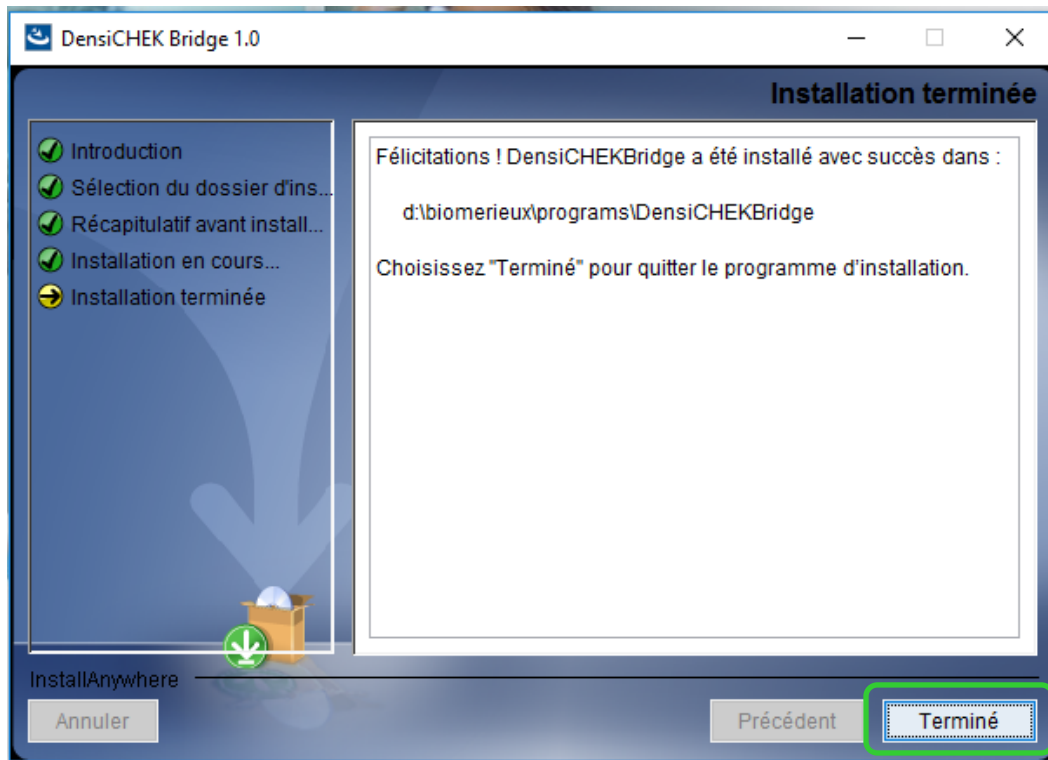 DensiCHEK Bridge 1.0
Installation terminée
Introduction
Sélection du dossier d'ins...
Récapitulatif avant install...
Installation en cours...
Installation terminée
Félicitations ! DensiCHEKBridge a été installé avec succès dans :
d:\biomerieux\programs\DensiCHEKBridge
Choisissez "Terminé" pour quitter le programme d'installation.
InstallAnywhere
Annuler
Précédent
Terminé